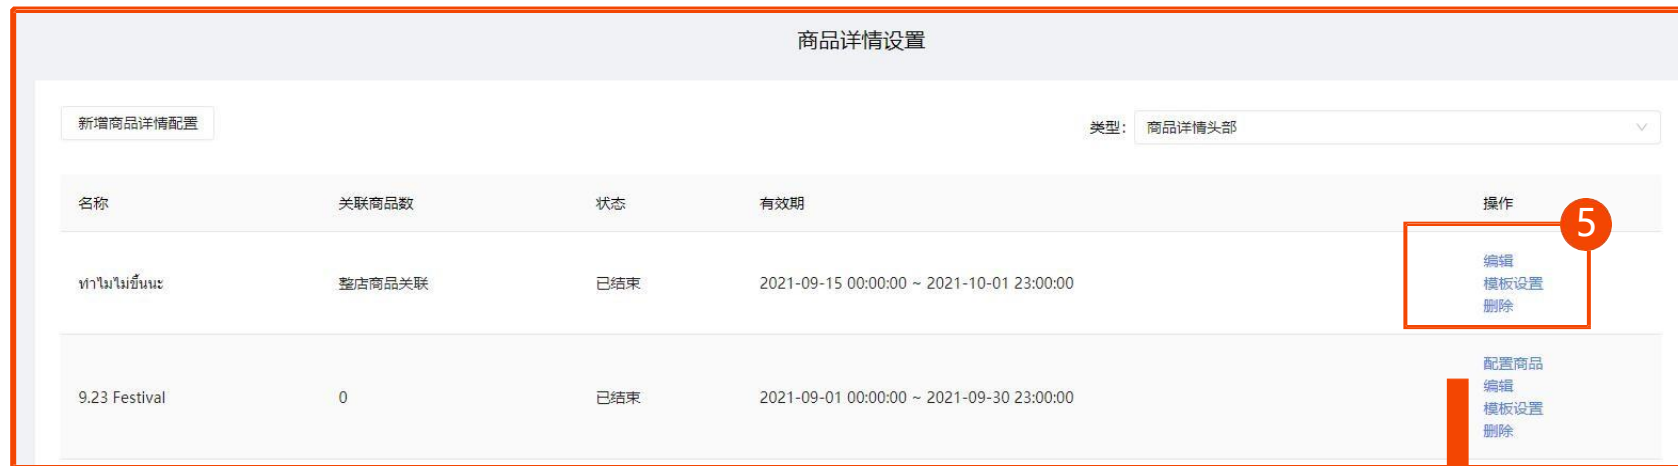 商品详情设置
新增商品详情配置
类型： 商品详情头部
名称 关联商品数 状态 有效期 操作
5
ทำไมไม่ขึ้นนะ 整店商品关联 已结束 2021-09-15 00:00:00 ~ 2021-10-01 23:00:00
编辑
模板设置
删除
9.23 Festival 0 已结束 2021-09-01 00:00:00 ~ 2021-09-30 23:00:00
配置商品
编辑
模板设置
删除